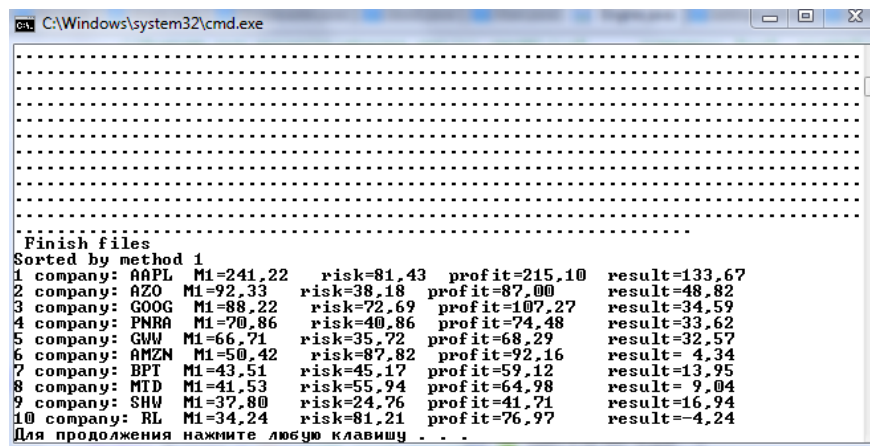 C:\Windows\system32\cmd.exe
Finish files
Sorted by method 1
1 company: AAPL M1=241,22 risk=81,43 profit=215,10 result=133,67
2 company: AZO M1=92,33 risk=38,18 profit=87,00 result=48,82
3 company: GOOG M1=88,22 risk=72,69 profit=107,27 result=34,59
4 company: PNRA M1=70,86 risk=40,86 profit=74,48 result=33,62
5 company: GWW M1=66,71 risk=35,72 profit=68,29 result=32,57
6 company: AMZN M1=50,42 risk=87,82 profit=92,16 result= 4,34
7 company: BPT M1=43,51 risk=45,17 profit=59,12 result=13,95
8 company: MTD M1=41,53 risk=55,94 profit=64,98 result= 9,04
9 company: SHW M1=37,80 risk=24,76 profit=41,71 result=16,94
10 company: RL M1=34,24 risk=81,21 profit=76,97 result=-4,24
Для продолжения нажмите любую клавишу . . .